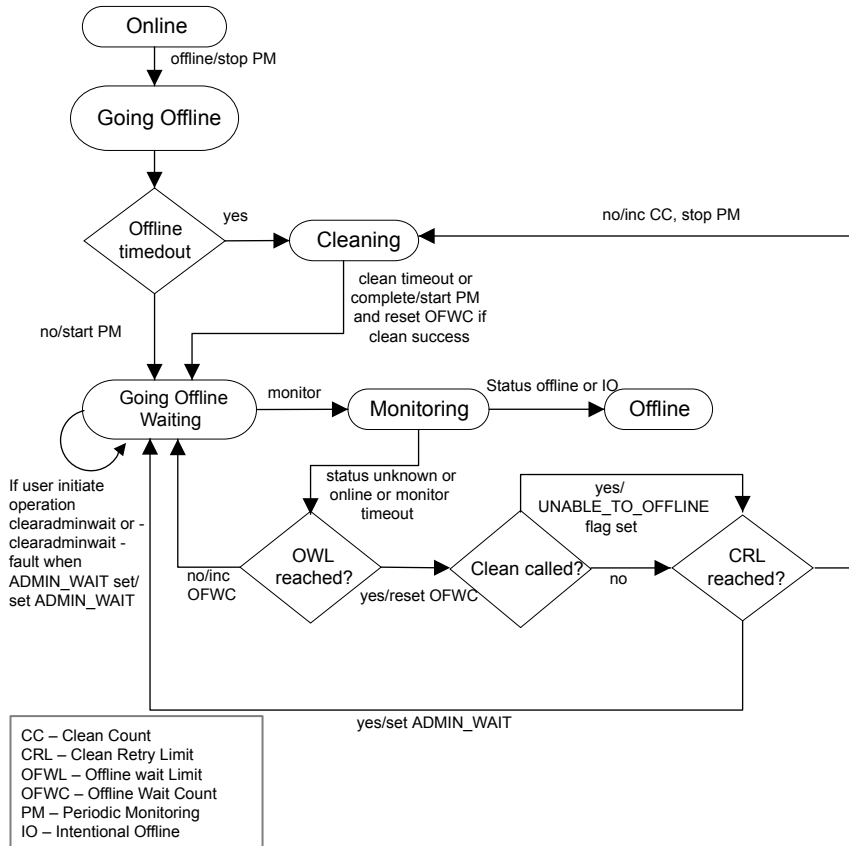 Online
offline/stop PM
Going Offline
Offline
timedout
yes
Cleaning
no/inc CC, stop PM
clean timeout or
complete/start PM
and reset OFWC if
clean success
no/start PM
Going Offline
Waiting
monitor
Monitoring
Status offline or IO
Offline
If user initiate
operation
clearadminwait or -
clearadminwait -
fault when
ADMIN_WAIT set/
set ADMIN_WAIT
status unknown or
online or monitor
timeout
yes/
UNABLE_TO_OFFLINE
flag set
no/inc
OFWC
OWL
reached?
yes/reset OFWC
Clean called?
no
CRL
reached?
yes/set ADMIN_WAIT
CC – Clean Count
CRL – Clean Retry Limit
OFWL – Offline wait Limit
OFWC – Offline Wait Count
PM – Periodic Monitoring
IO – Intentional Offline